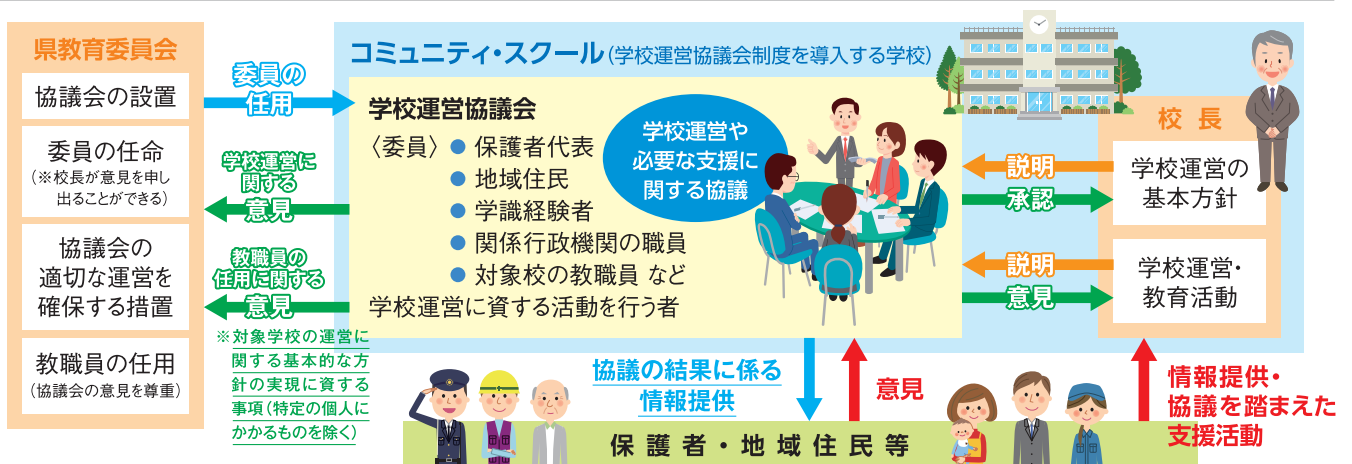 県教育委員会
協議会の設置
委員の任命
(※校長が意見を申し
出ることができる)
協議会の
適切な運営を
確保する措置
教職員の任用
(協議会の意見を尊重)
委員の
任用
学校運営に
関する
意見
教職員の
任用に関する
意見
※対象学校の運営に
関する基本的な方
針の実現に資する
事項(特定の個人に
かかるものを除く)
コミュニティ・スクール(学校運営協議会制度を導入する学校)
学校運営協議会
〈委員〉● 保護者代表
● 地域住民
● 学識経験者
● 関係行政機関の職員
● 対象校の教職員 など
学校運営に資する活動を行う者
学校運営や
必要な支援に
関する協議
説明
承認
説明
意見
校 長
学校運営の
基本方針
学校運営・
教育活動
協議の結果に係る
情報提供
意見
情報提供・
協議を踏まえた
支援活動
保護者・地域住民等